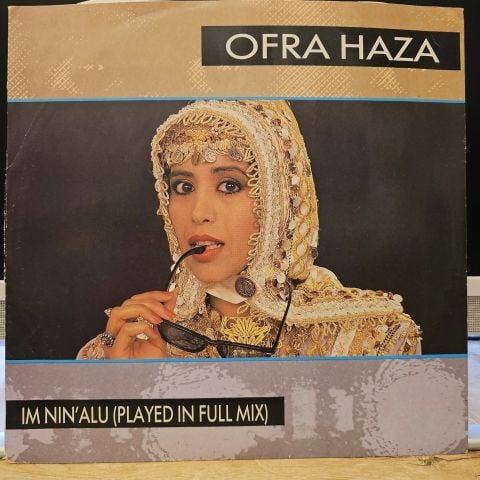 OFRA HAZA
IM NIN'ALU (PLAYED IN FULL MIX)